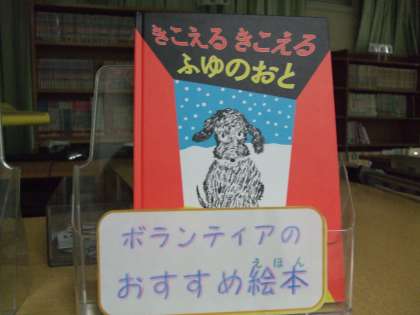 きこえる きこえる
ふゆのおと
ボランティアの
おすすめ絵本
えほん